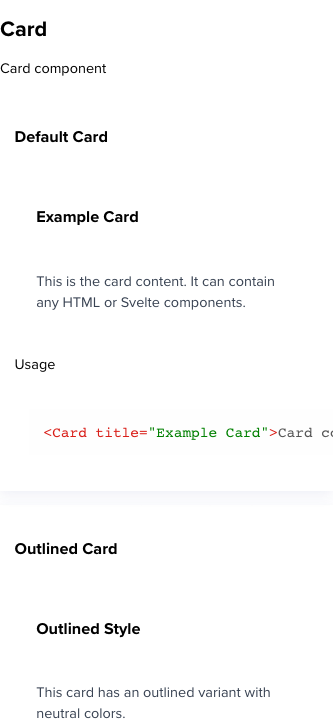 Card
Card component
Default Card
Example Card
This is the card content. It can contain
any HTML or Svelte components.
Usage
<Card title="Example Card">Card
Outlined Card
Outlined Style
This card has an outlined variant with
neutral colors.